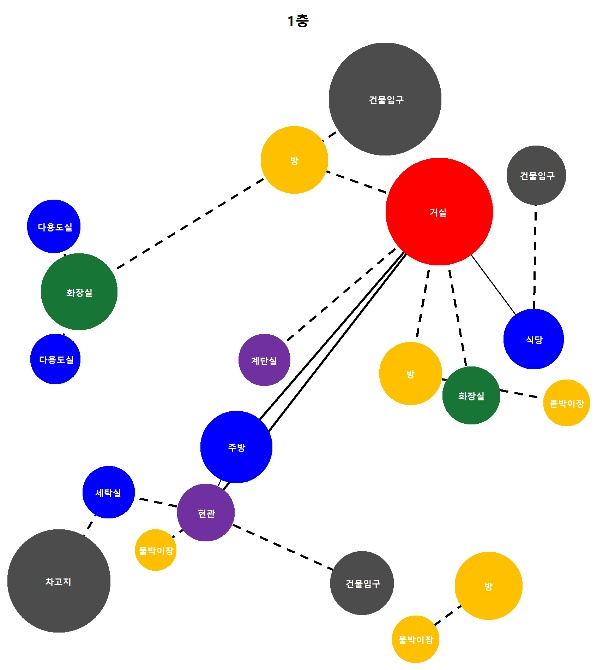 1층
건물입구
방
건물입구
거실
다용도실
화장실
식당
다용도실
계단실
방
화장실
붙박이장
주방
세탁실
현관
붙박이장
차고지
건물입구
방
붙박이장